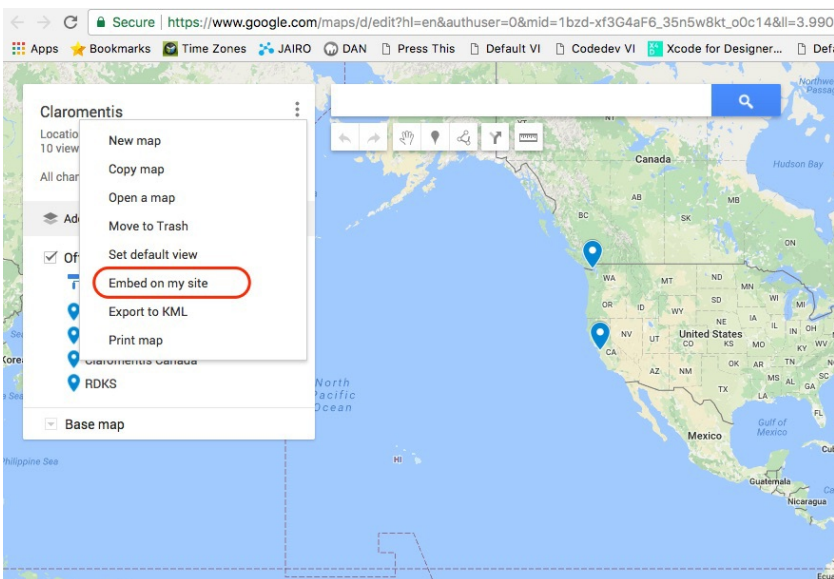 Secure | https://www.google.com/maps/d/edit?hl=en&authuser=0&mid=1bzd-xf3G4aF6_35n5w8kt_o0c14&ll=3.990
Apps Bookmarks Time Zones JAIRO DAN Press This Default VI Codedev VI Xcode for Designer...
Claromentis
10 view
All
New map
Copy map
Open a map
Move to Trash
Set default view
Embed on my site
Export to KML
Print map
Claromentis Canada
RDKS
Base map
Canada
Hudson Bay
NT
AB
MB
BC
SK
ON
WA
MT
ND
MN
OR
ID
SD
WI
MI
WY
NE
IA
IL
IN
OH
NV
UT
United States
CO
KS
MO
KY
WV
CA
AZ
NM
OK
AR
TN
SC
TX
MS
AL
GA
LA
FL
Gulf of
Mexico
Mexico
Guatemala
Nicaragua
North
Pacific
Ocean
HI
Philippine Sea